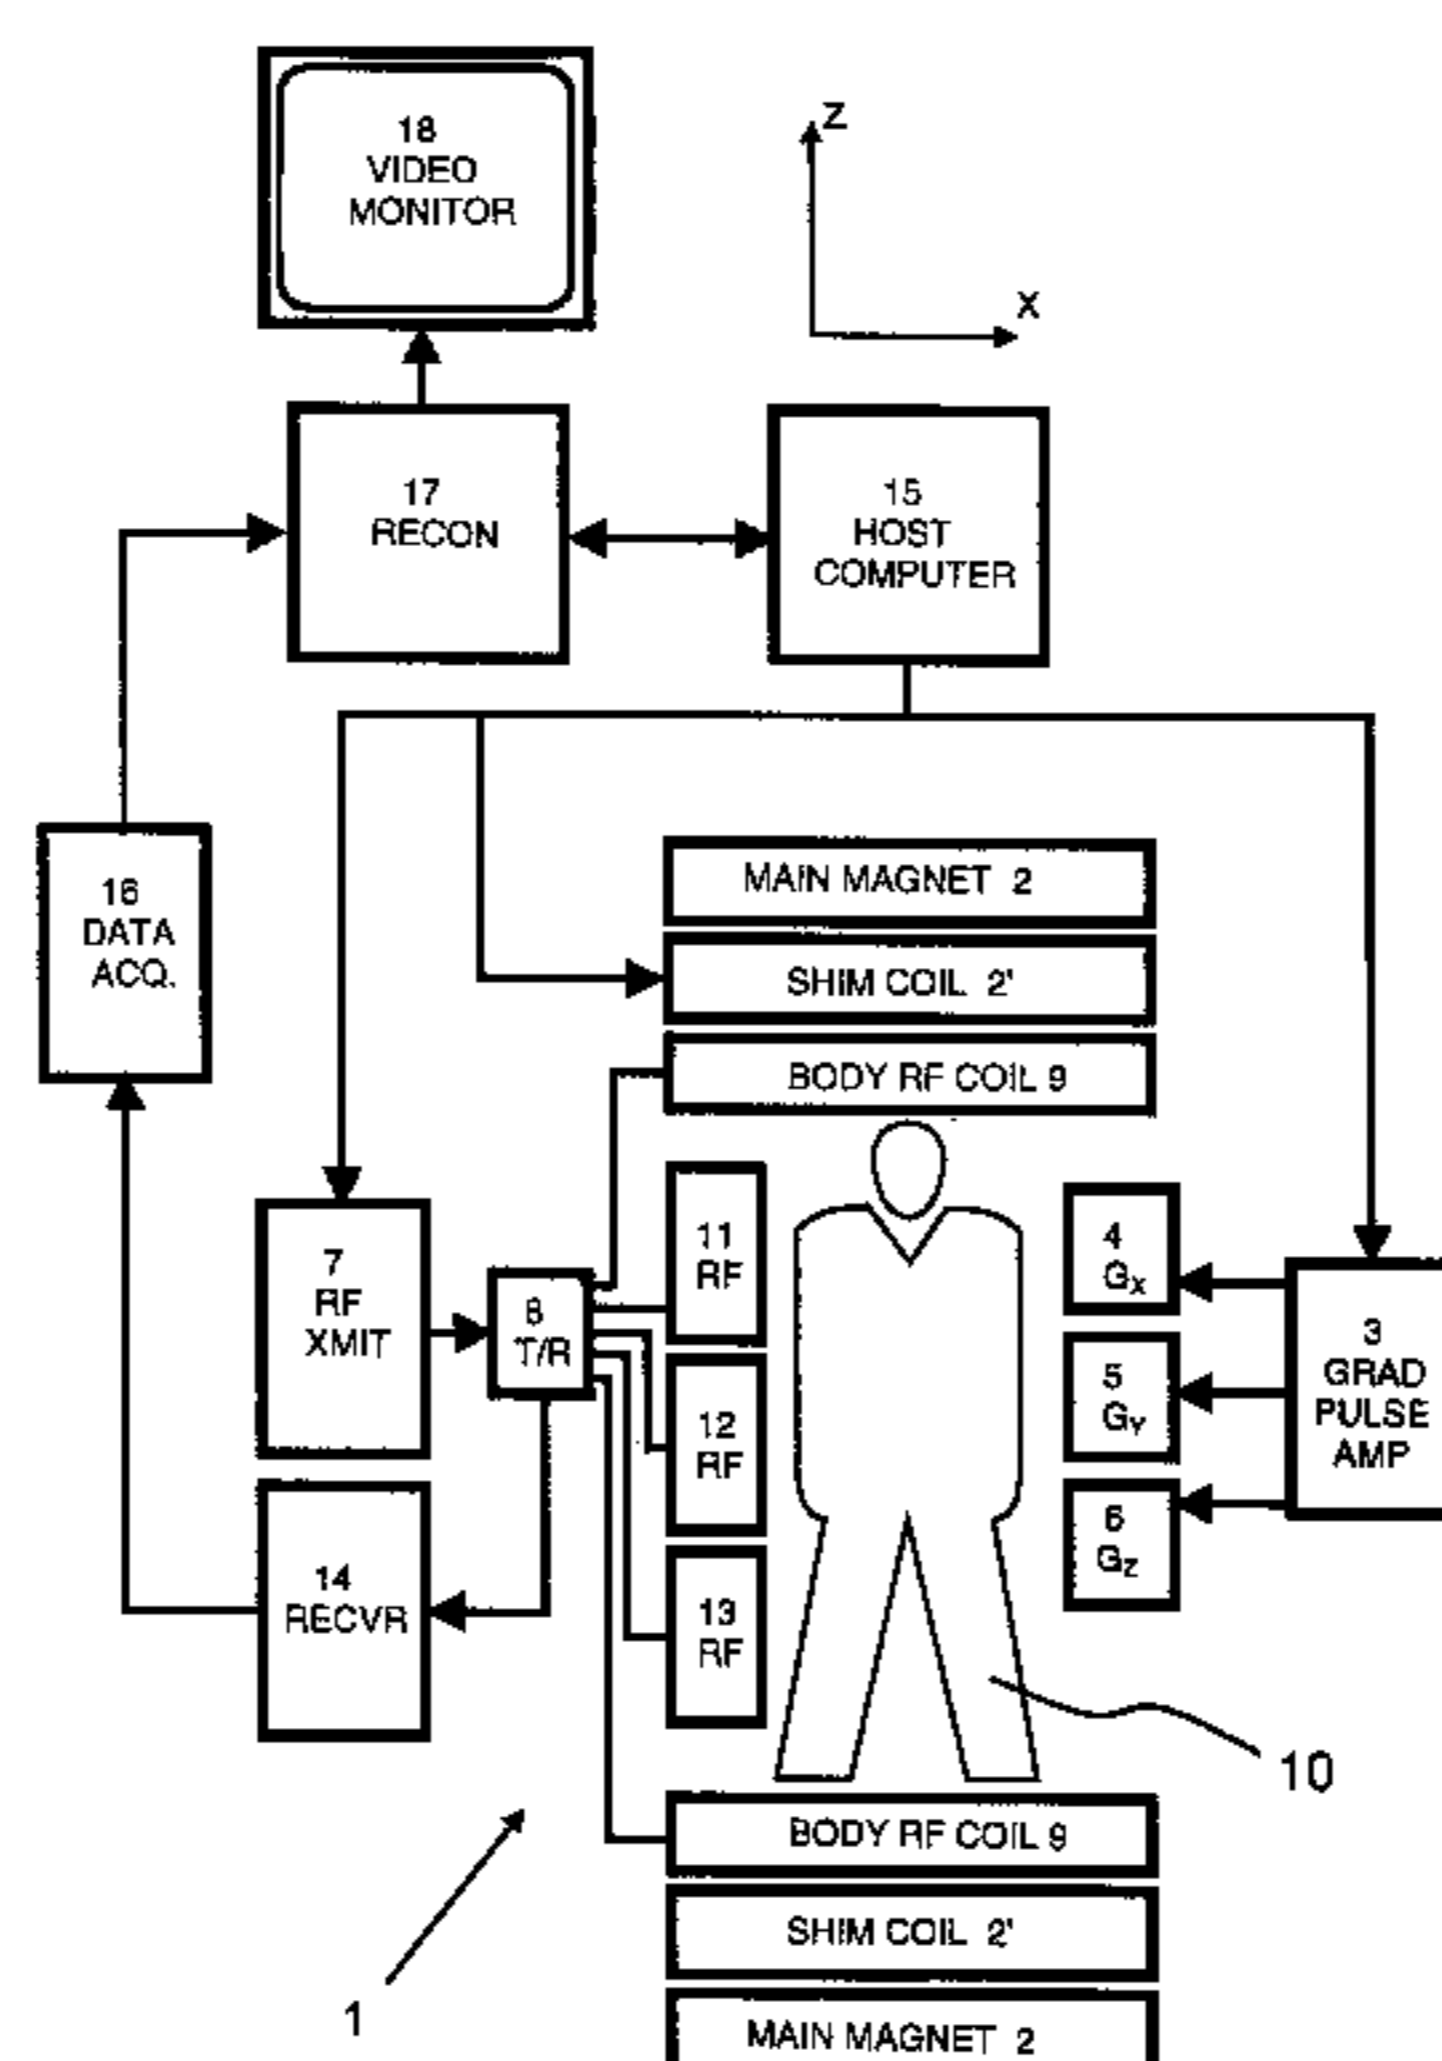 18
VIDEO
MONITOR
Z
X
17
RECON
15
HOST
COMPUTER
16
DATA
ACQ.
MAIN MAGNET 2
SHIM COIL 2'
BODY RF COIL 9
7
RF
XMIT
8
T/R
11
RF
12
RF
13
RF
4
GX
5
GY
6
GZ
3
GRAD
PULSE
AMP
14
RECVR
10
BODY RF COIL 9
SHIM COIL 2'
MAIN MAGNET 2
1